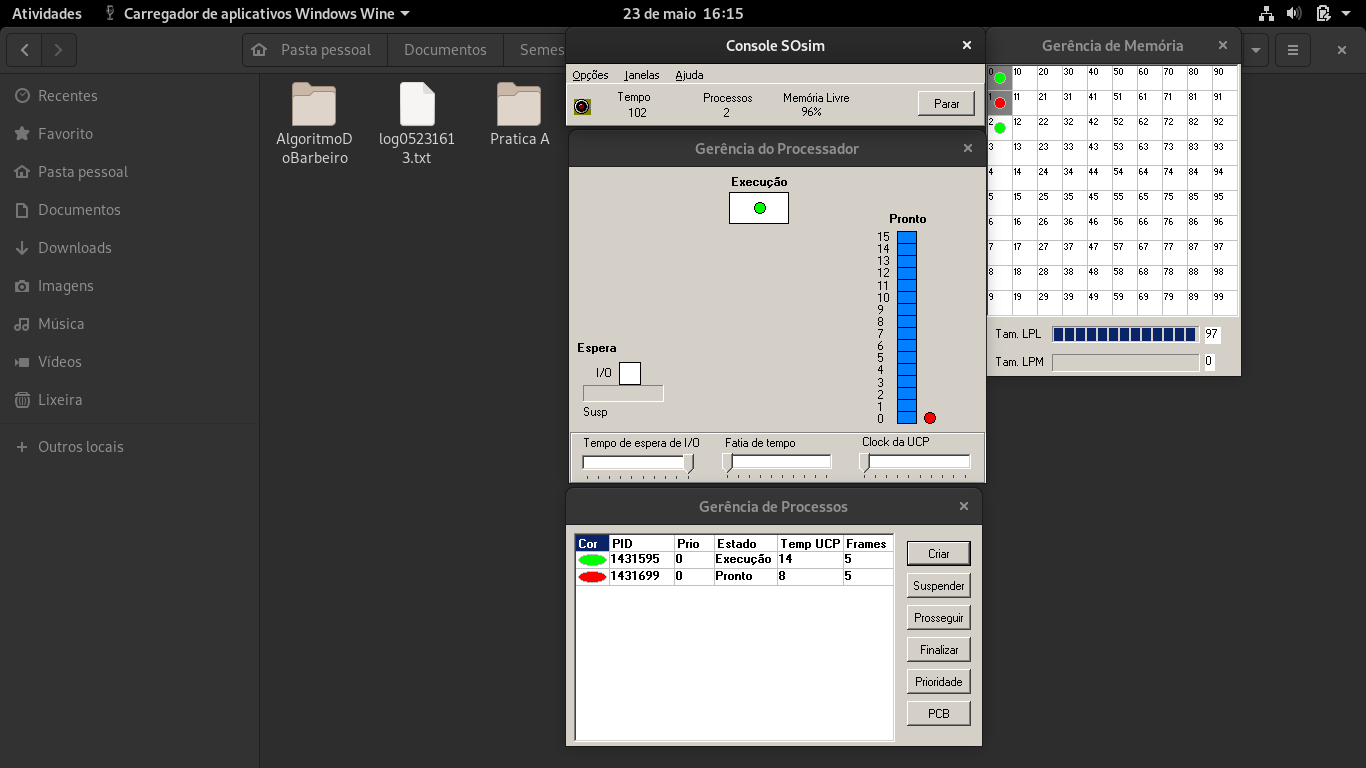 Atividades
Carregador de aplicativos Windows Wine
23 de maio 16:15
Pasta pessoal
Documentos
Semes
Recentes
Favorito
Pasta pessoal
Documentos
Downloads
Imagens
Música
Vídeos
Lixeira
Outros locais
AlgoritmoD
oBarbeiro
log0523161
3.txt
Pratica A
Console SOsim
Opções Janelas Ajuda
Tempo Processos Memória Livre
102 2 96%
Parar
Gerência do Processador
Execução
Pronto
15
14
13
12
11
10
9
8
7
6
5
4
3
2
1
0
Espera
I/O
Susp
Tempo de espera de I/O Fatia de tempo Clock da UCP
Gerência de Processos
Cor PID Prio Estado Temp UCP Frames
1431595 0 Execução 14 5
1431699 0 Pronto 8 5
Criar
Suspender
Prosseguir
Finalizar
Prioridade
PCB
Gerência de Memória
0 10 20 30 40 50 60 70 80 90
1 11 21 31 41 51 61 71 81 91
2 12 22 32 42 52 62 72 82 92
3 13 23 33 43 53 63 73 83 93
4 14 24 34 44 54 64 74 84 94
5 15 25 35 45 55 65 75 85 95
6 16 26 36 46 56 66 76 86 96
7 17 27 37 47 57 67 77 87 97
8 18 28 38 48 58 68 78 88 98
9 19 29 39 49 59 69 79 89 99
Tam. LPL 97
Tam. LPM 0